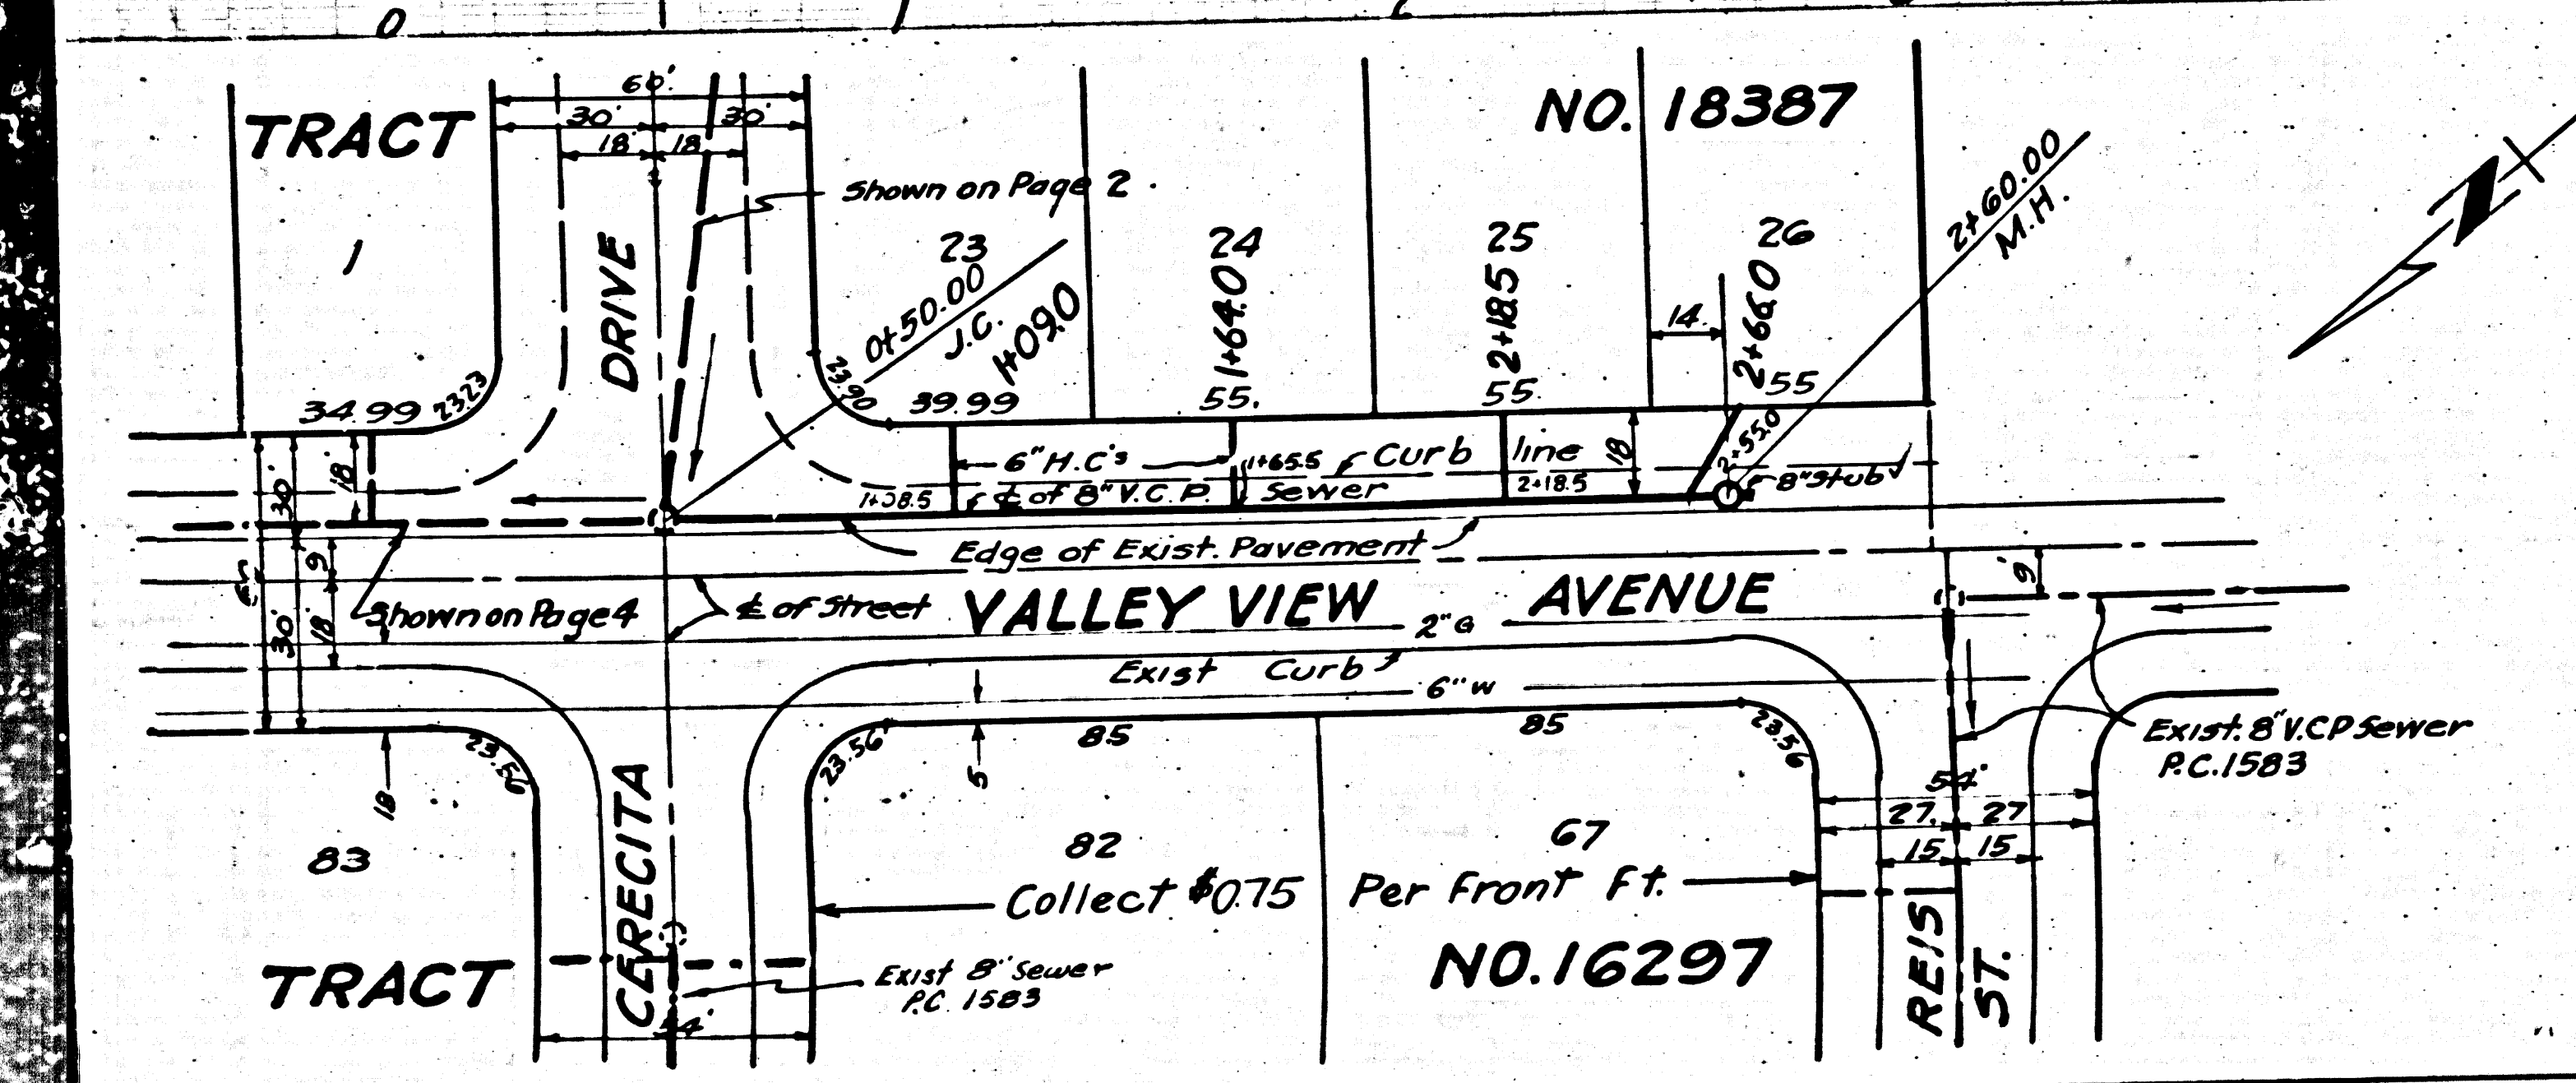 0
TRACT
NO. 18387
60'
30' 30'
18' 18
Shown on Page 2.
1
DRIVE
23
24
25
26
0+50.00
J.C.
1+09.0
1+64.0
2+18.5
2+66.0
14.
2+60.00
M.H.
N
34.99
23.23
23.90
39.99
55.
55.
55
18'
30'
6" H.C's
1+65.5
Curb line
18
2+55.0
1+08.5
℄ of 8" V.C.P. Sewer
2+18.5
8" Stub
Edge of Exist. Pavement
9
9'
Shown on Page 4
℄ of Street
VALLEY VIEW AVENUE
2" G
30'
18'
Exist Curb
6" W
23.56
23.56
85
85
23.56
18
5
Exist. 8" V.C.P Sewer
P.C. 1583
54'
27. 27
15 15
83
82
67
Collect $0.75 Per Front Ft.
CERECITA
TRACT
NO. 16297
Exist 8" Sewer
P.C. 1583
54'
REIS ST.